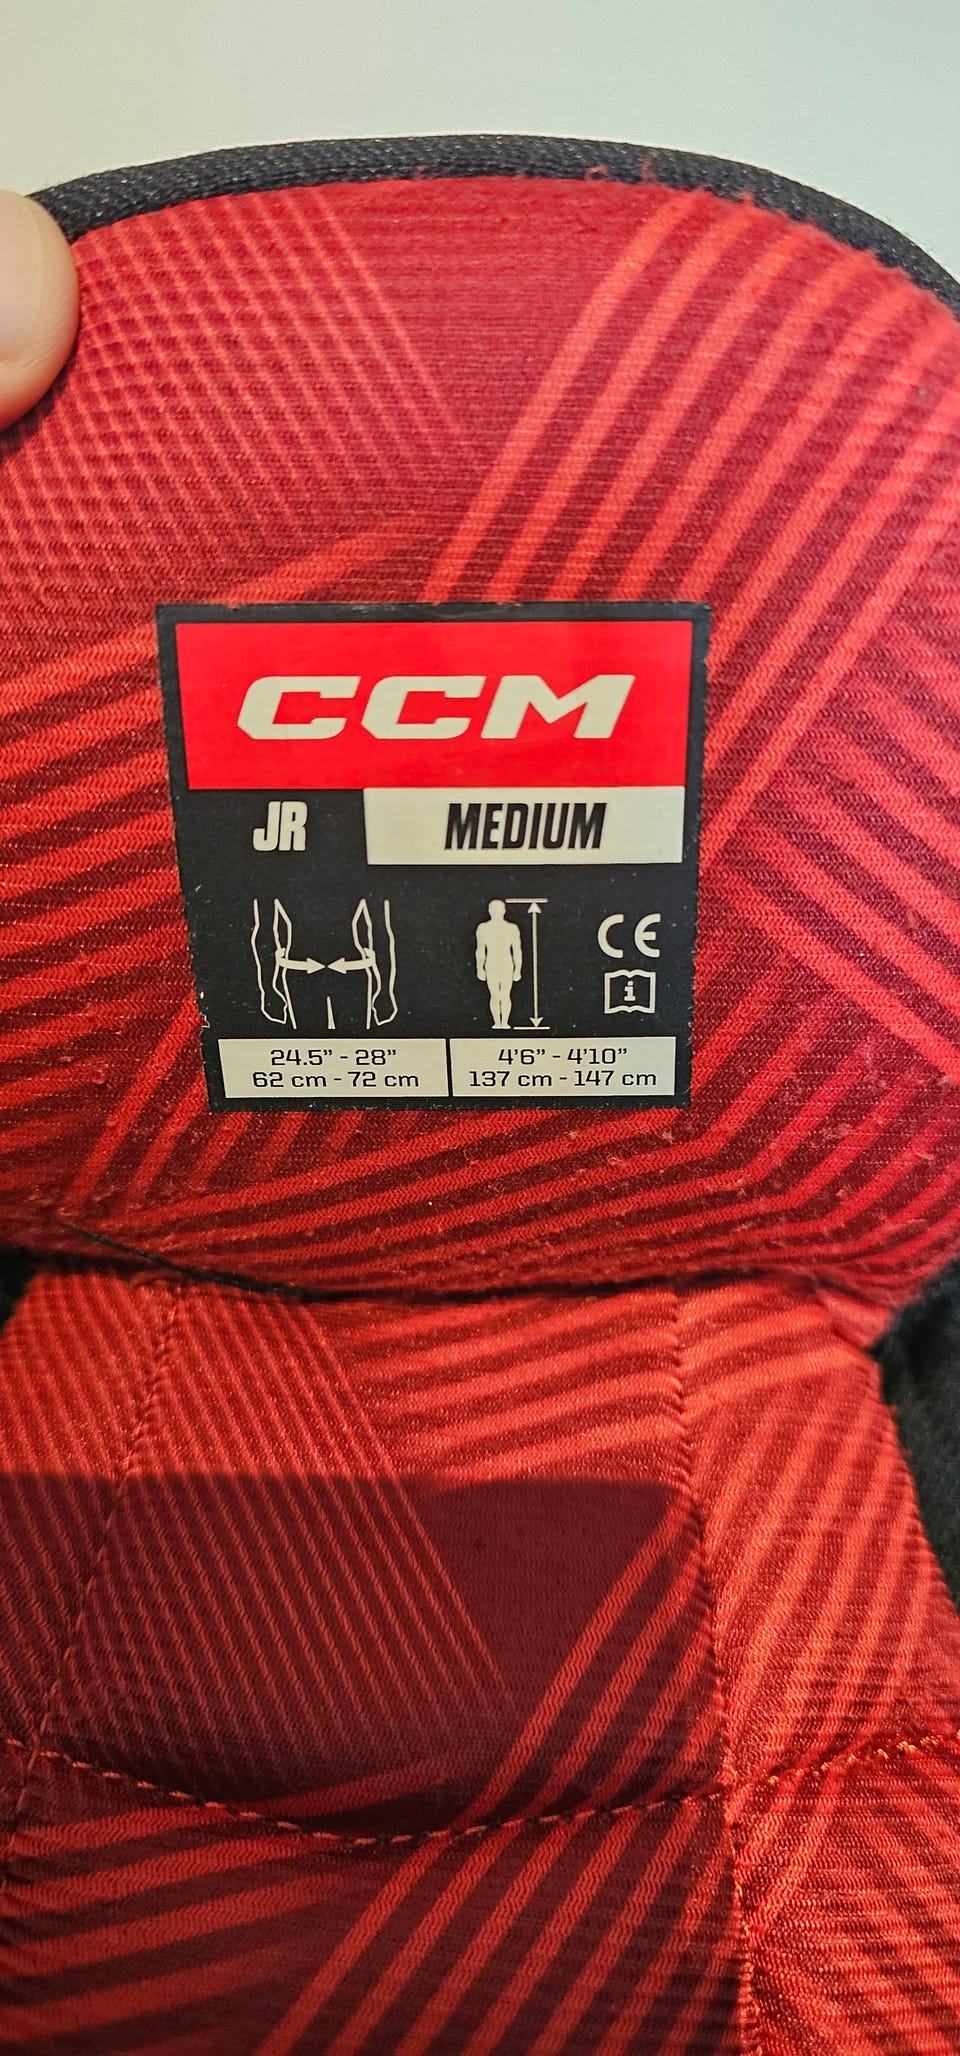 CCM
JR MEDIUM
CE
i
24.5” - 28” 4’6” - 4’10”
62 cm - 72 cm 137 cm - 147 cm